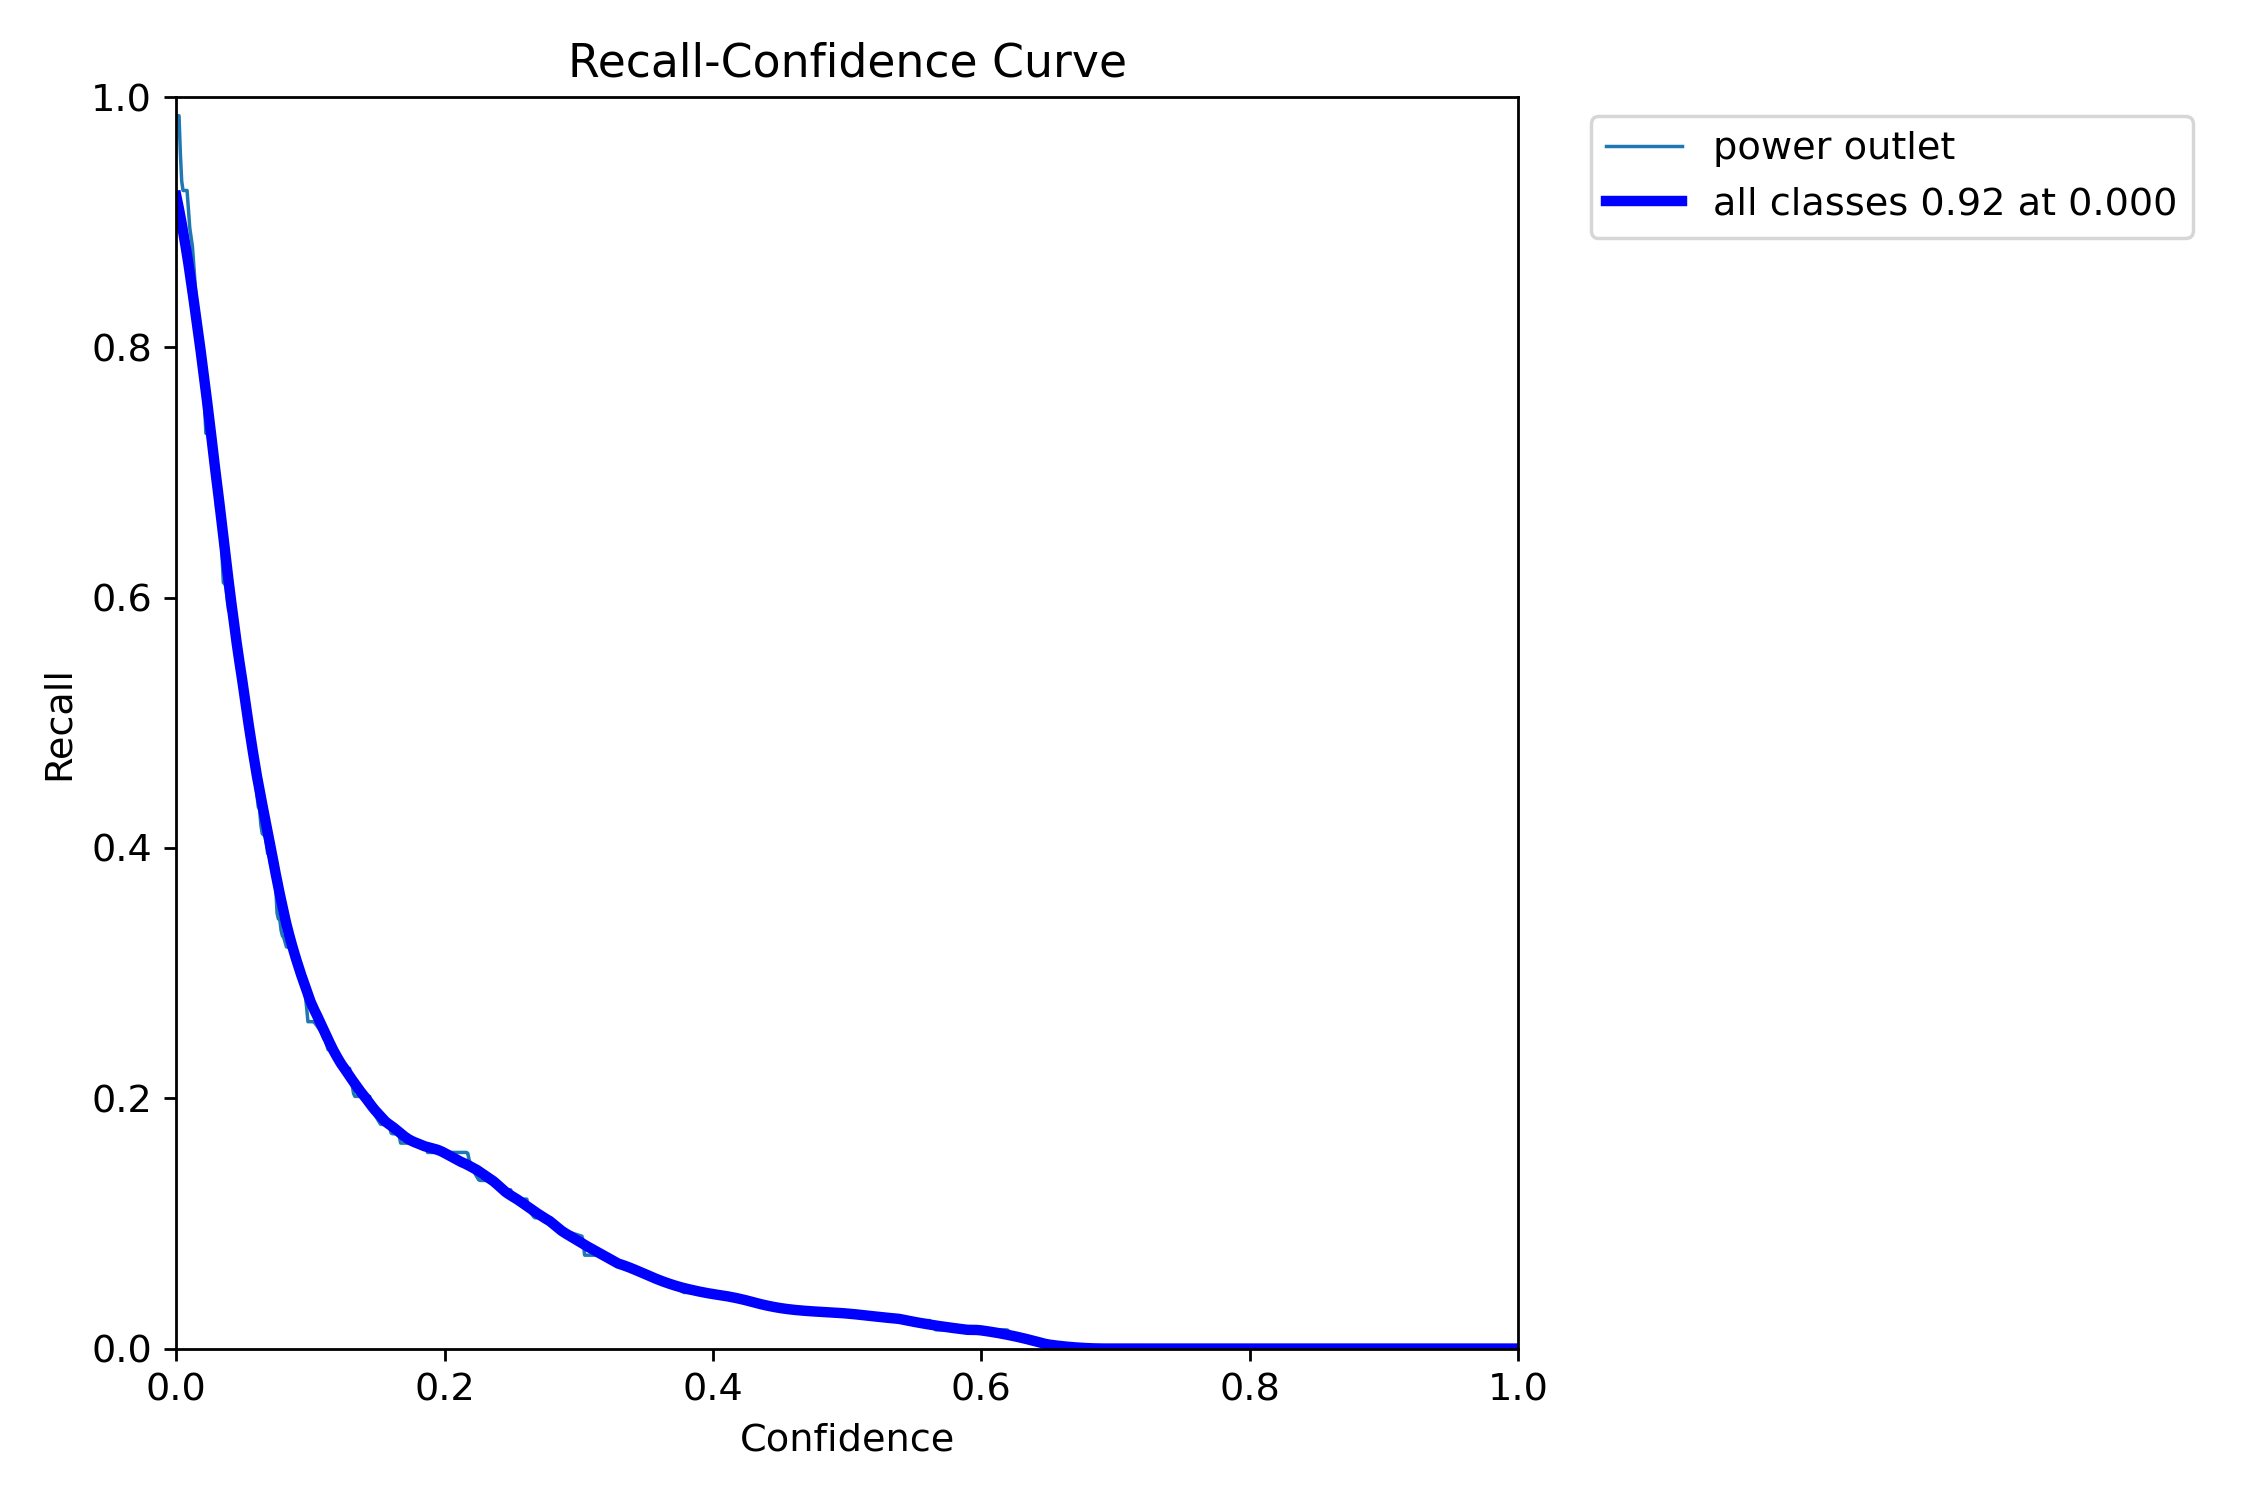 Recall-Confidence Curve
1.0
0.8
0.6
0.4
0.2
0.0
Recall
0.0 0.2 0.4 0.6 0.8 1.0
Confidence
power outlet
all classes 0.92 at 0.000